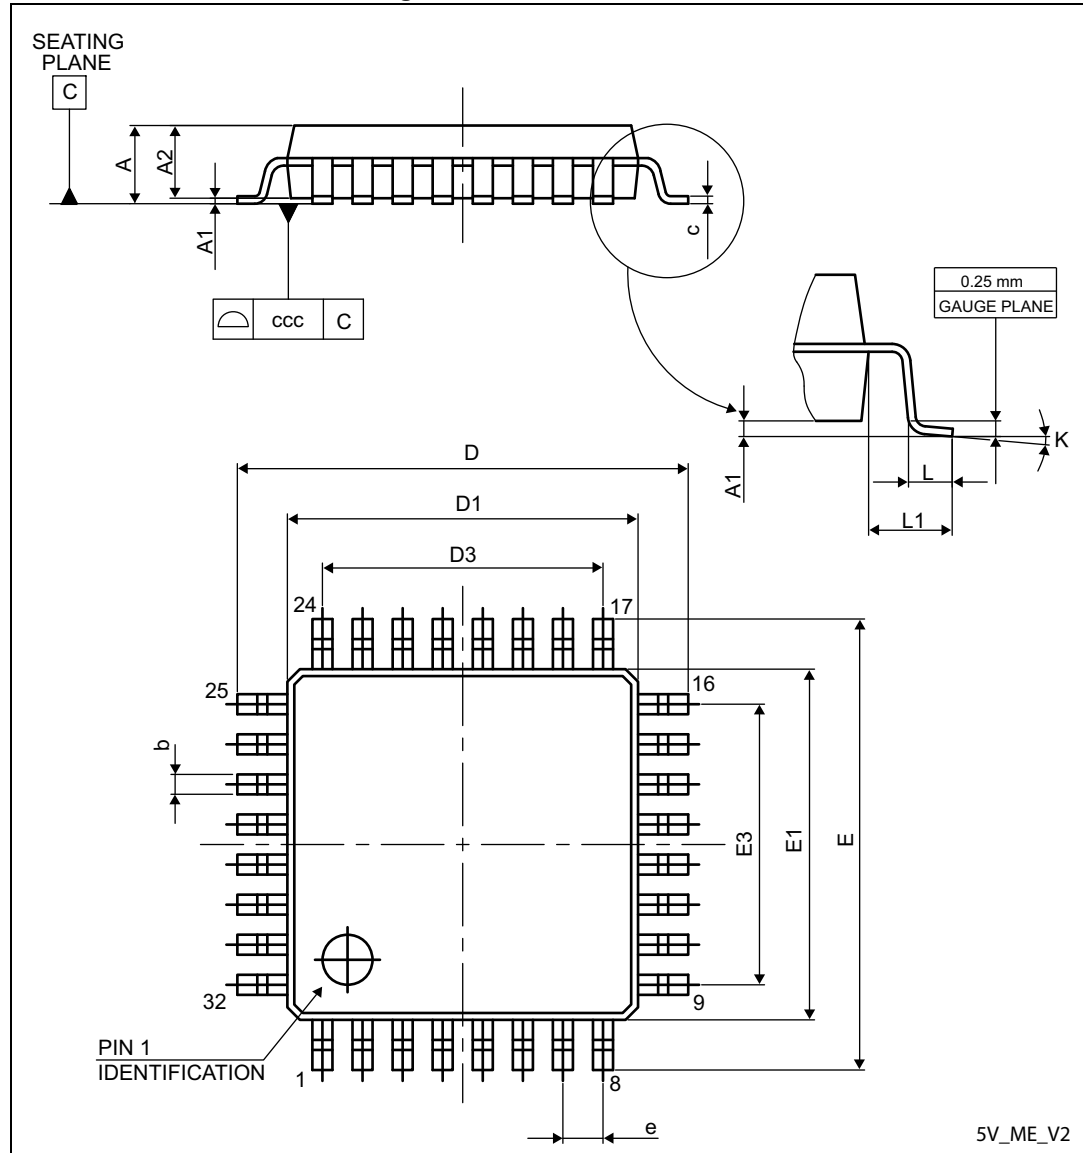 SEATING
PLANE
C
A
A2
A1
c
ccc
C
0.25 mm
GAUGE PLANE
K
A1
L
L1
D
D1
D3
24
17
25
16
b
E3
E1
E
32
9
PIN 1
IDENTIFICATION
1
8
e
5V_ME_V2